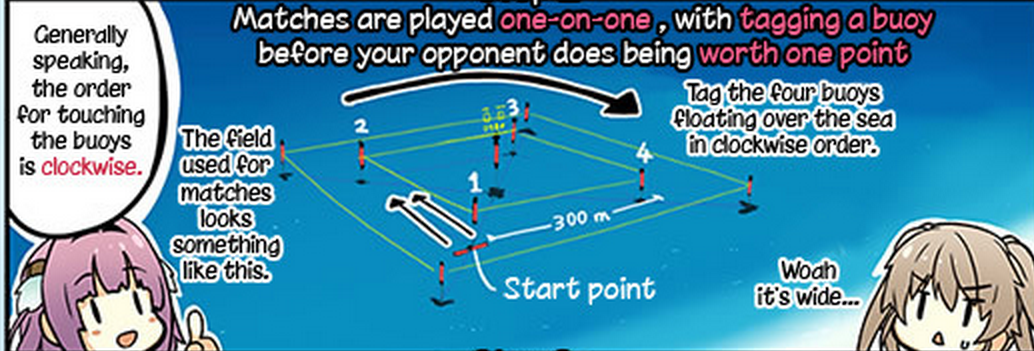 Matches are played one-on-one, with tagging a buoy
before your opponent does being worth one point
Generally
speaking,
the order
for touching
the buoys
is clockwise.
The field
used for
matches
looks
something
like this.
Tag the four buoys
floating over the sea
in clockwise order.
1
2
3
4
300 m
Start point
Woah
it's wide...